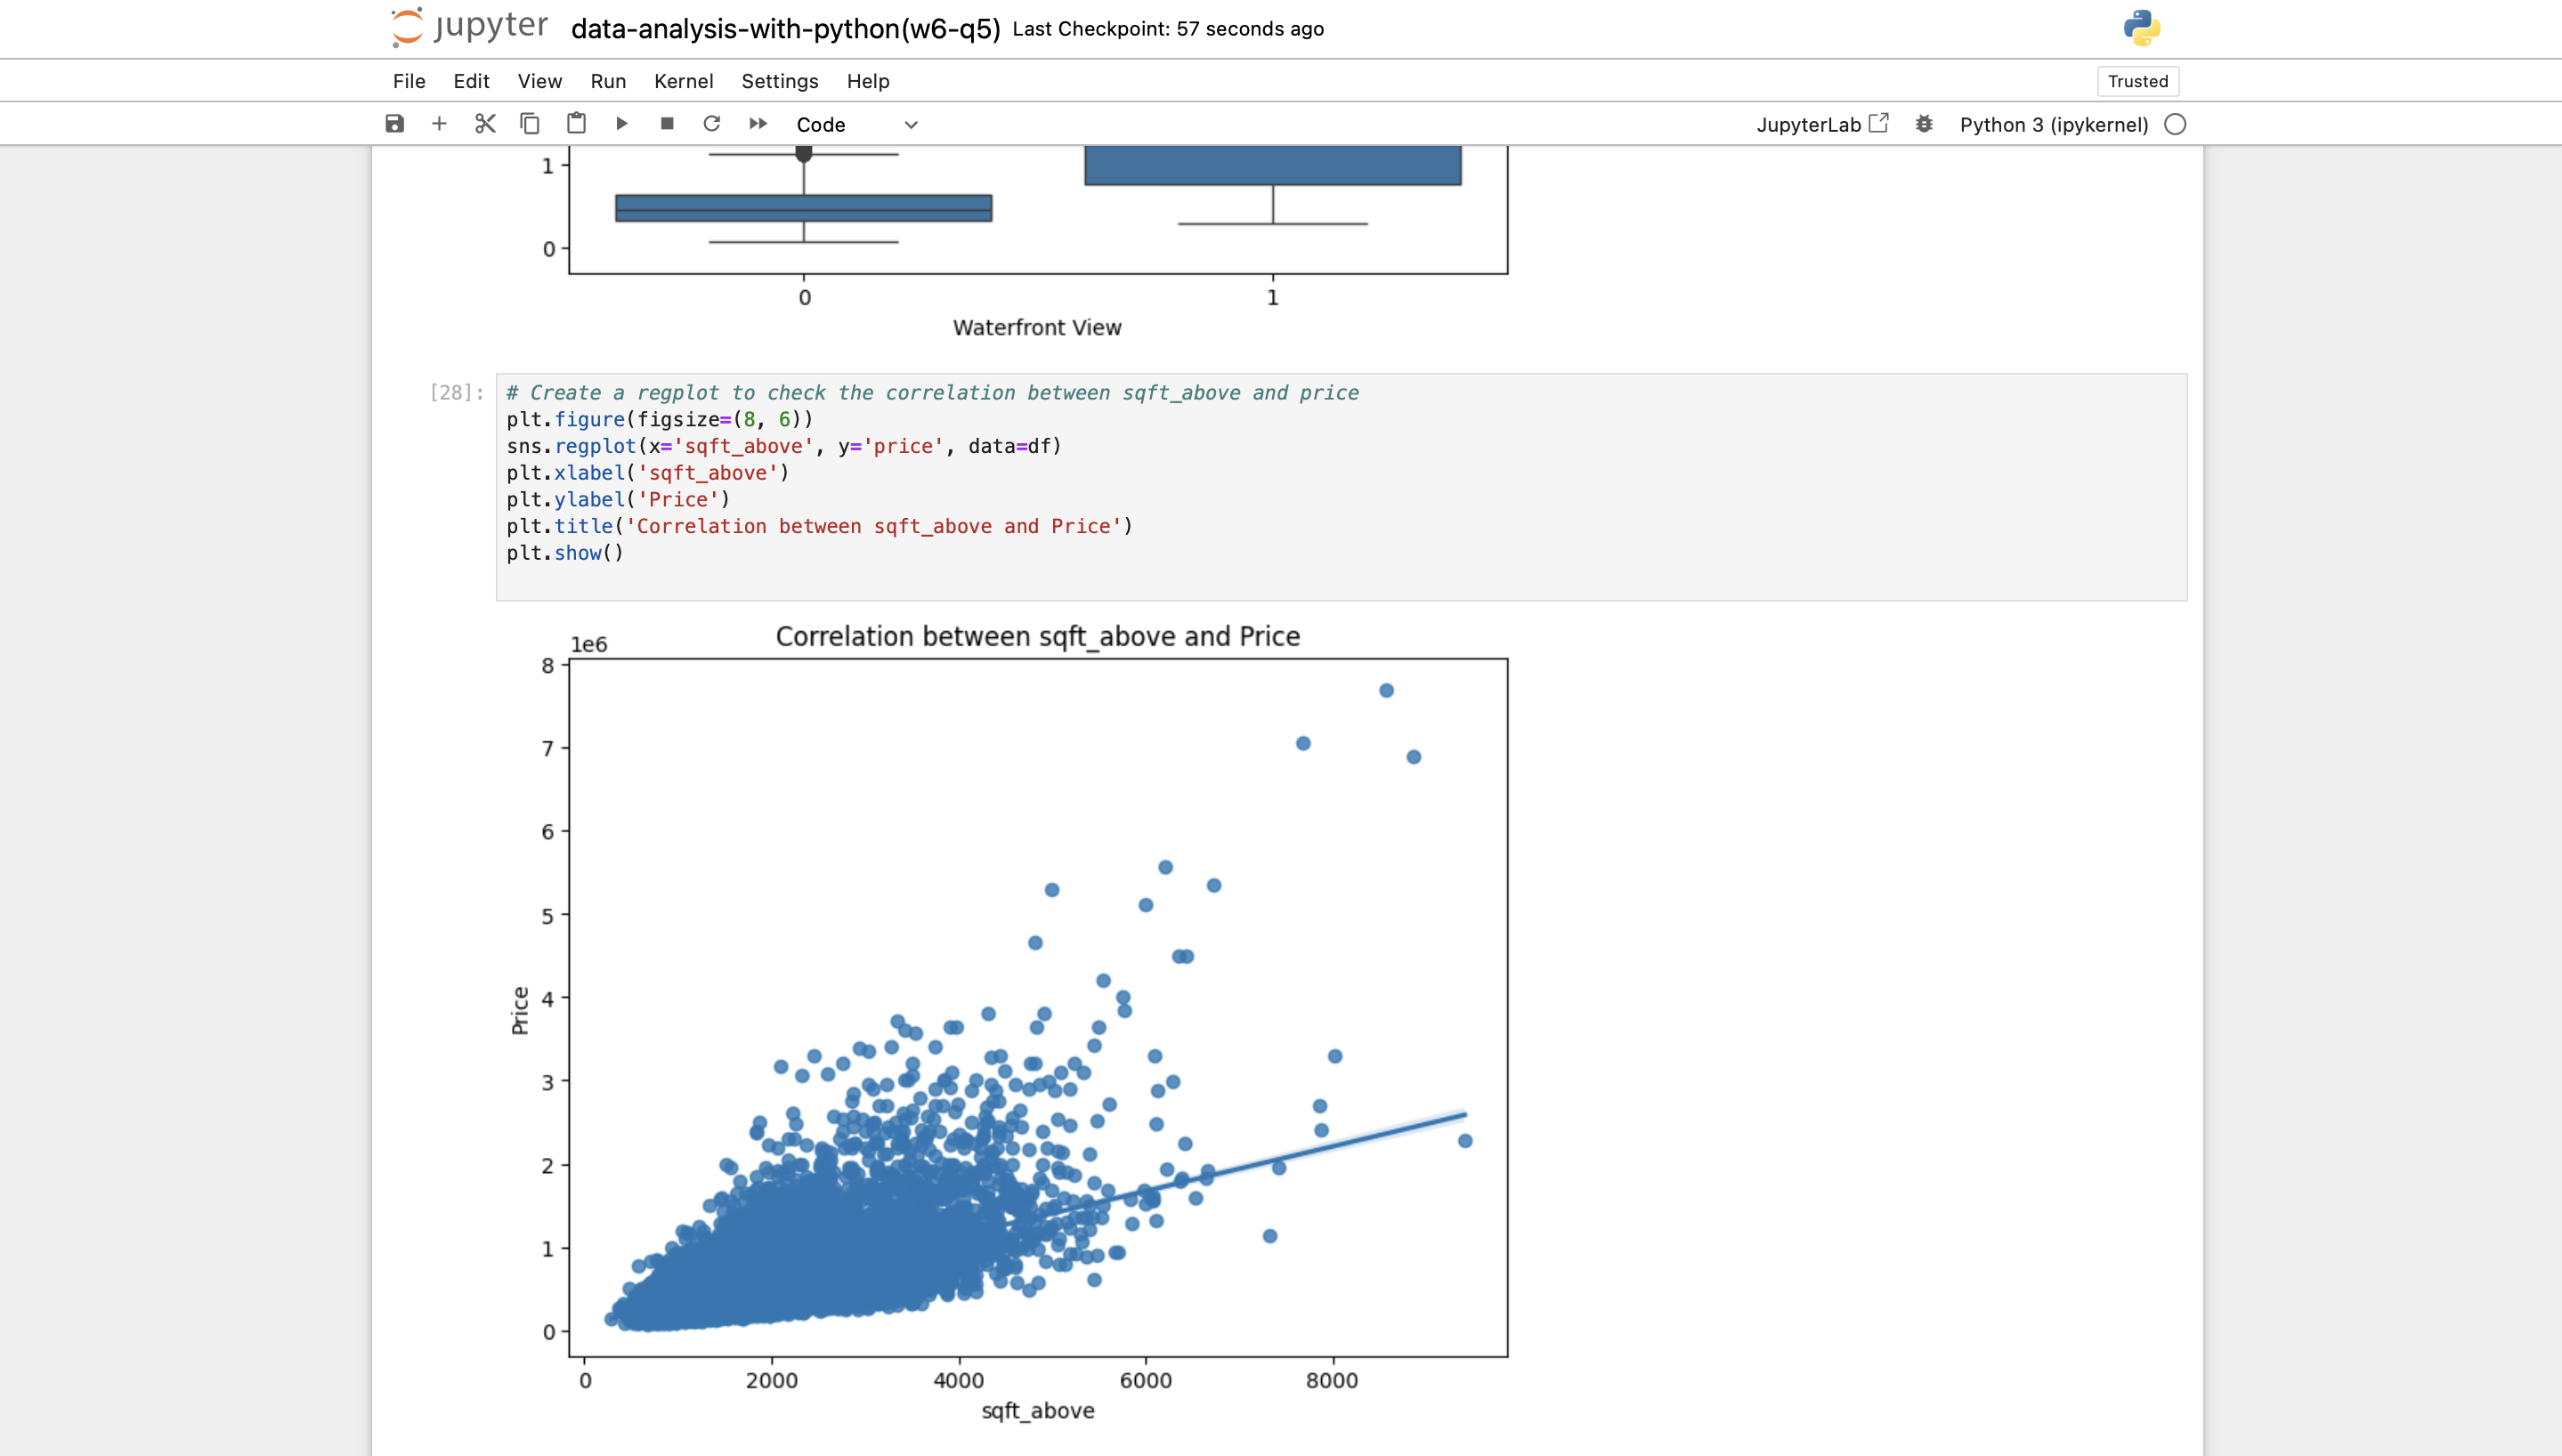 jupyter data-analysis-with-python(w6-q5) Last Checkpoint: 57 seconds ago
File Edit View Run Kernel Settings Help Trusted
Code JupyterLab Python 3 (ipykernel)
1
0
0 1
Waterfront View
[28]:
# Create a regplot to check the correlation between sqft_above and price
plt.figure(figsize=(8, 6))
sns.regplot(x='sqft_above', y='price', data=df)
plt.xlabel('sqft_above')
plt.ylabel('Price')
plt.title('Correlation between sqft_above and Price')
plt.show()
Correlation between sqft_above and Price
1e6
8
7
6
5
4
3
2
1
0
Price
0 2000 4000 6000 8000
sqft_above